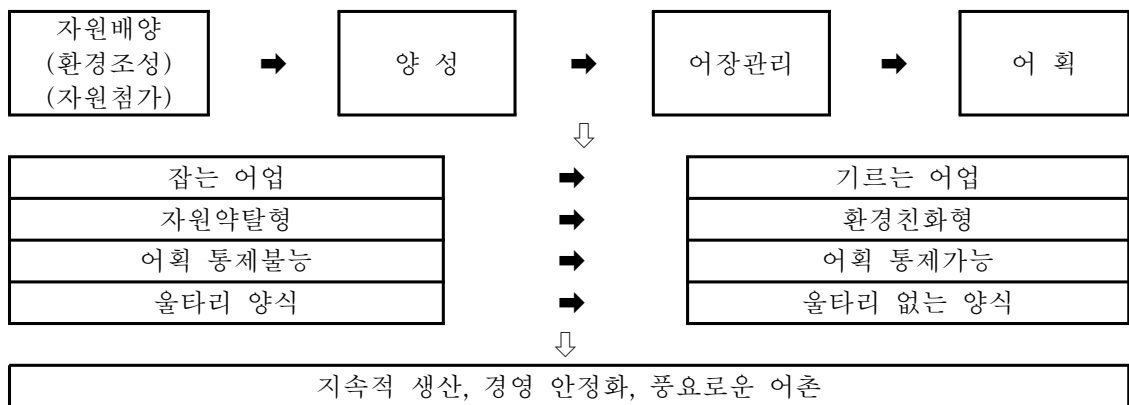 자원배양
(환경조성)
(자원첨가)
➡
양 성
➡
어장관리
➡
어 획
⇩
잡는 어업 ➡ 기르는 어업
자원약탈형 ➡ 환경친화형
어획 통제불능 ➡ 어획 통제가능
울타리 양식 ➡ 울타리 없는 양식
⇩
지속적 생산, 경영 안정화, 풍요로운 어촌